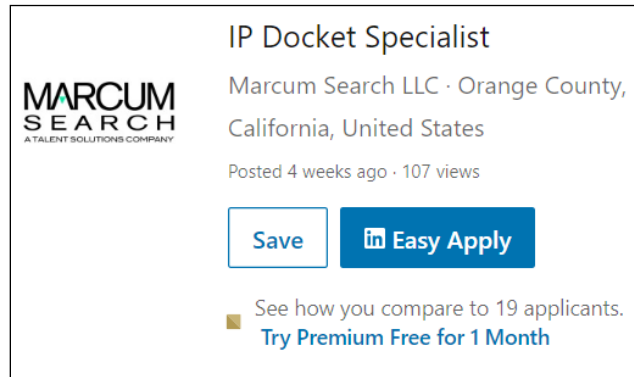 IP Docket Specialist
MARCUM
SEARCH
A TALENT SOLUTIONS COMPANY
Marcum Search LLC · Orange County,
California, United States
Posted 4 weeks ago · 107 views
Save
in Easy Apply
See how you compare to 19 applicants.
Try Premium Free for 1 Month